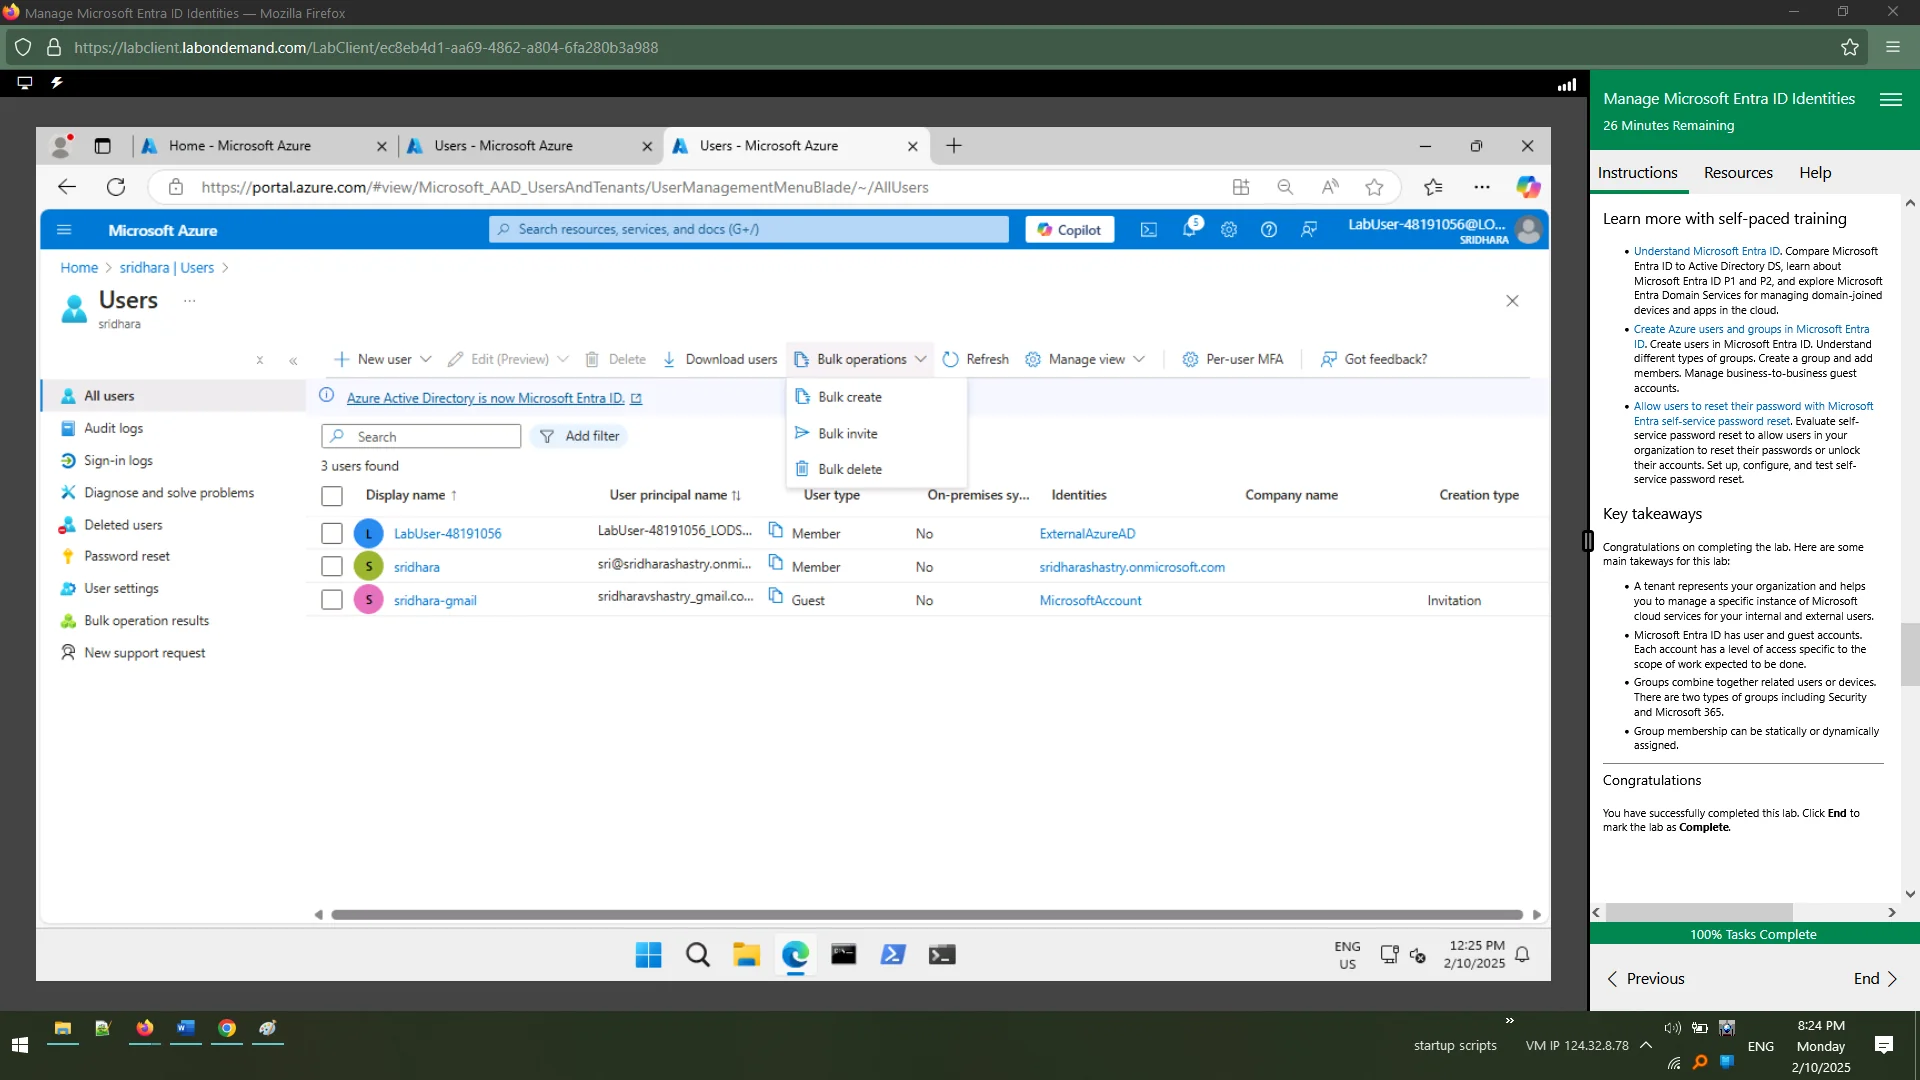 Manage Microsoft Entra ID Identities — Mozilla Firefox
https://labclient.labondemand.com/LabClient/ec8eb4d1-aa69-4862-a804-6fa280b3a988
Home - Microsoft Azure
Users - Microsoft Azure
Users - Microsoft Azure
https://portal.azure.com/#view/Microsoft_AAD_UsersAndTenants/UserManagementMenuBlade/~/AllUsers
Microsoft Azure
Search resources, services, and docs (G+/)
Copilot
5
LabUser-48191056@LO...
SRIDHARA
Home > sridhara | Users >
Users ...
sridhara
New user
Edit (Preview)
Delete
Download users
Bulk operations
Refresh
Manage view
Per-user MFA
Got feedback?
Bulk create
Bulk invite
Bulk delete
All users
Audit logs
Sign-in logs
Diagnose and solve problems
Deleted users
Password reset
User settings
Bulk operation results
New support request
Azure Active Directory is now Microsoft Entra ID.
Search
Add filter
3 users found
Display name ↑ User principal name ↑↓ User type On-premises sy... Identities Company name Creation type
L LabUser-48191056 LabUser-48191056_LODS... Member No ExternalAzureAD
S sridhara sri@sridharashastry.onmi... Member No sridharashastry.onmicrosoft.com
S sridhara-gmail sridharavshastry_gmail.co... Guest No MicrosoftAccount Invitation
ENG
US
12:25 PM
2/10/2025
Manage Microsoft Entra ID Identities
26 Minutes Remaining
Instructions Resources Help
Learn more with self-paced training
• Understand Microsoft Entra ID. Compare Microsoft
Entra ID to Active Directory DS, learn about
Microsoft Entra ID P1 and P2, and explore Microsoft
Entra Domain Services for managing domain-joined
devices and apps in the cloud.
• Create Azure users and groups in Microsoft Entra
ID. Create users in Microsoft Entra ID. Understand
different types of groups. Create a group and add
members. Manage business-to-business guest
accounts.
• Allow users to reset their password with Microsoft
Entra self-service password reset. Evaluate self-
service password reset to allow users in your
organization to reset their passwords or unlock
their accounts. Set up, configure, and test self-
service password reset.
Key takeaways
Congratulations on completing the lab. Here are some
main takeways for this lab:
• A tenant represents your organization and helps
you to manage a specific instance of Microsoft
cloud services for your internal and external users.
• Microsoft Entra ID has user and guest accounts.
Each account has a level of access specific to the
scope of work expected to be done.
• Groups combine together related users or devices.
There are two types of groups including Security
and Microsoft 365.
• Group membership can be statically or dynamically
assigned.
Congratulations
You have successfully completed this lab. Click End to
mark the lab as Complete.
100% Tasks Complete
Previous
End
startup scripts
VM IP 124.32.8.78
ENG
8:24 PM
Monday
2/10/2025